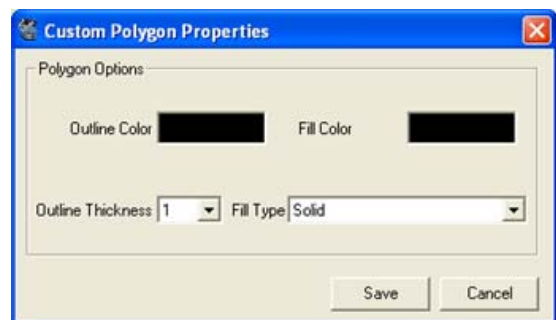 Custom Polygon Properties
Polygon Options
Outline Color Fill Color
Outline Thickness 1 Fill Type Solid
Save Cancel